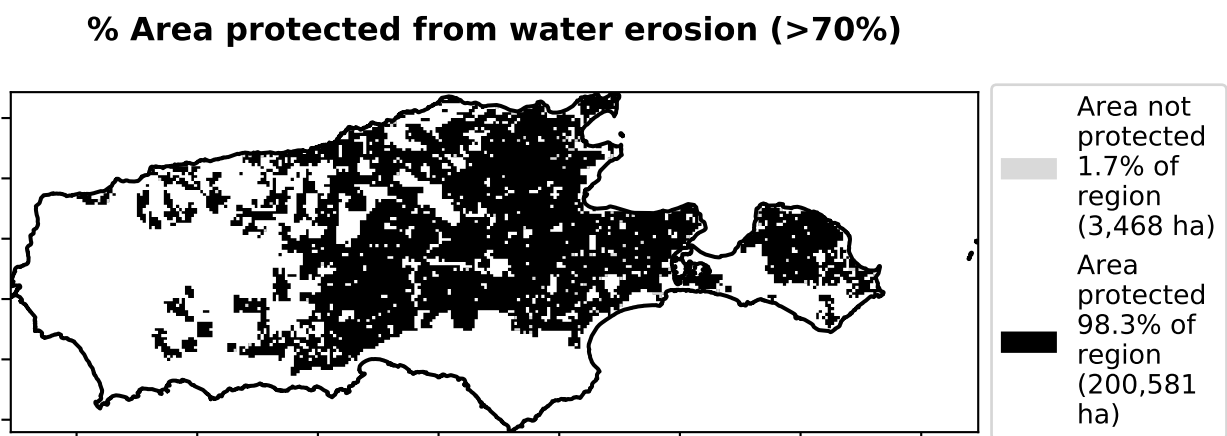 % Area protected from water erosion (>70%)
Area not
protected
1.7% of
region
(3,468 ha)
Area
protected
98.3% of
region
(200,581
ha)